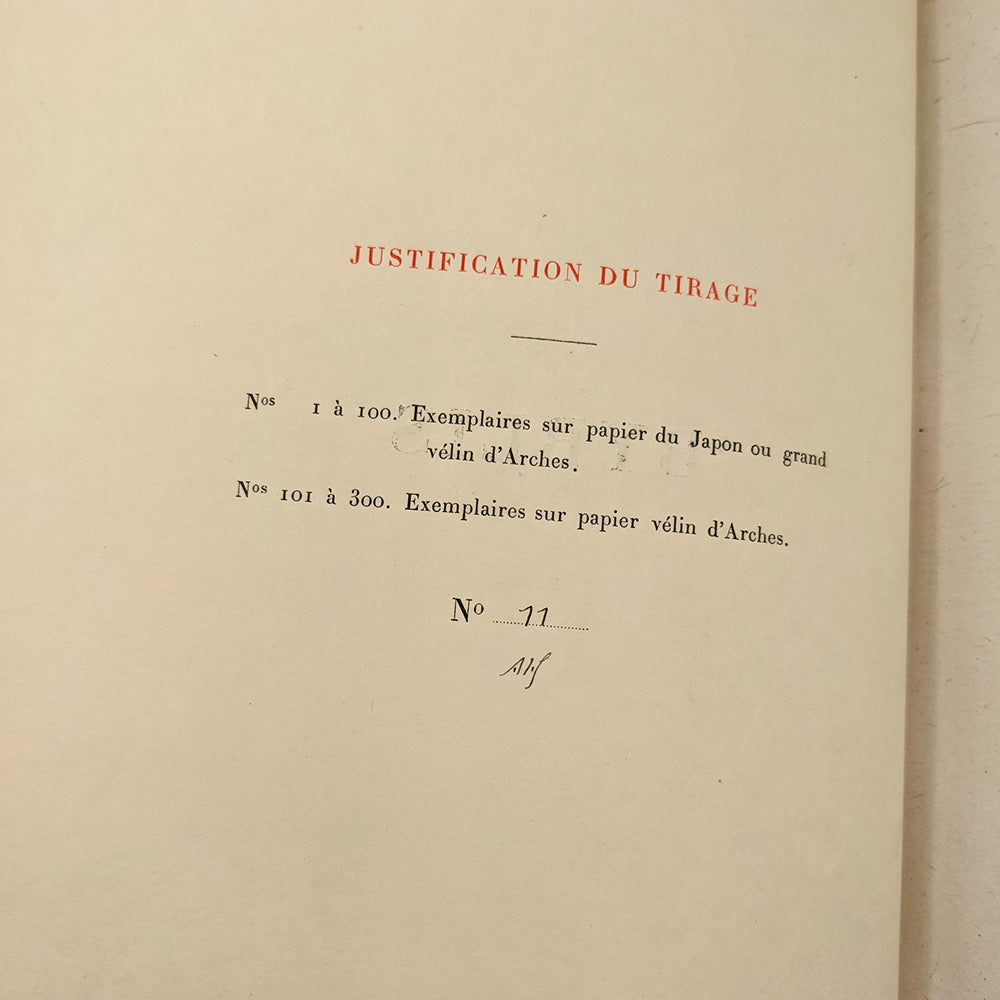 JUSTIFICATION DU TIRAGE
Nos 1 à 100. Exemplaires sur papier du Japon ou grand
vélin d'Arches.
Nos 101 à 300. Exemplaires sur papier vélin d'Arches.
No 11